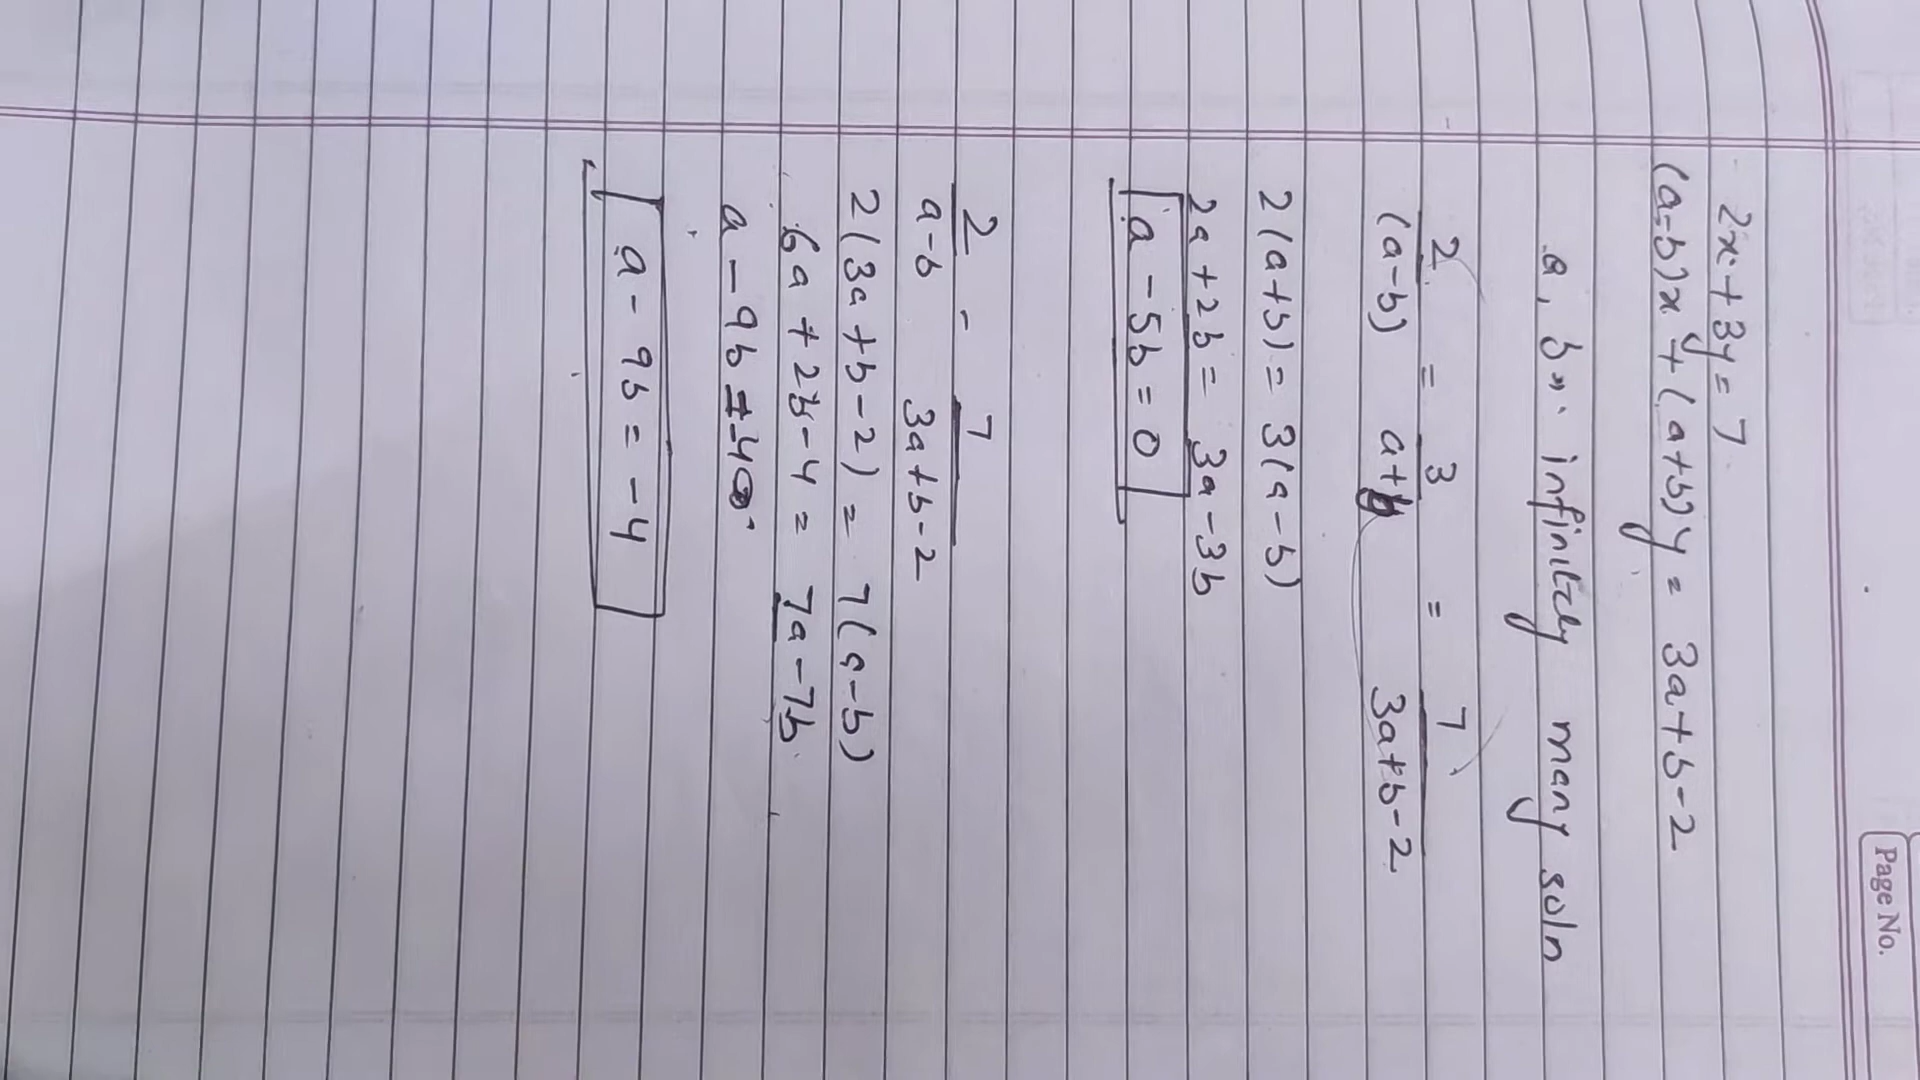 Page No.
2x + 3y = 7
(a-b)x + (a+b)y = 3a+b-2
a, b infinitely many soln
2/(a-b) = 3/(a+b) = 7/(3a+b-2)
2(a+b) = 3(a-b)
2a+2b = 3a-3b
a-5b = 0
2/(a-b) - 7/(3a+b-2)
2(3a+b-2) = 7(a-b)
6a+2b-4 = 7a-7b
a-9b = -4
a-9b = -4